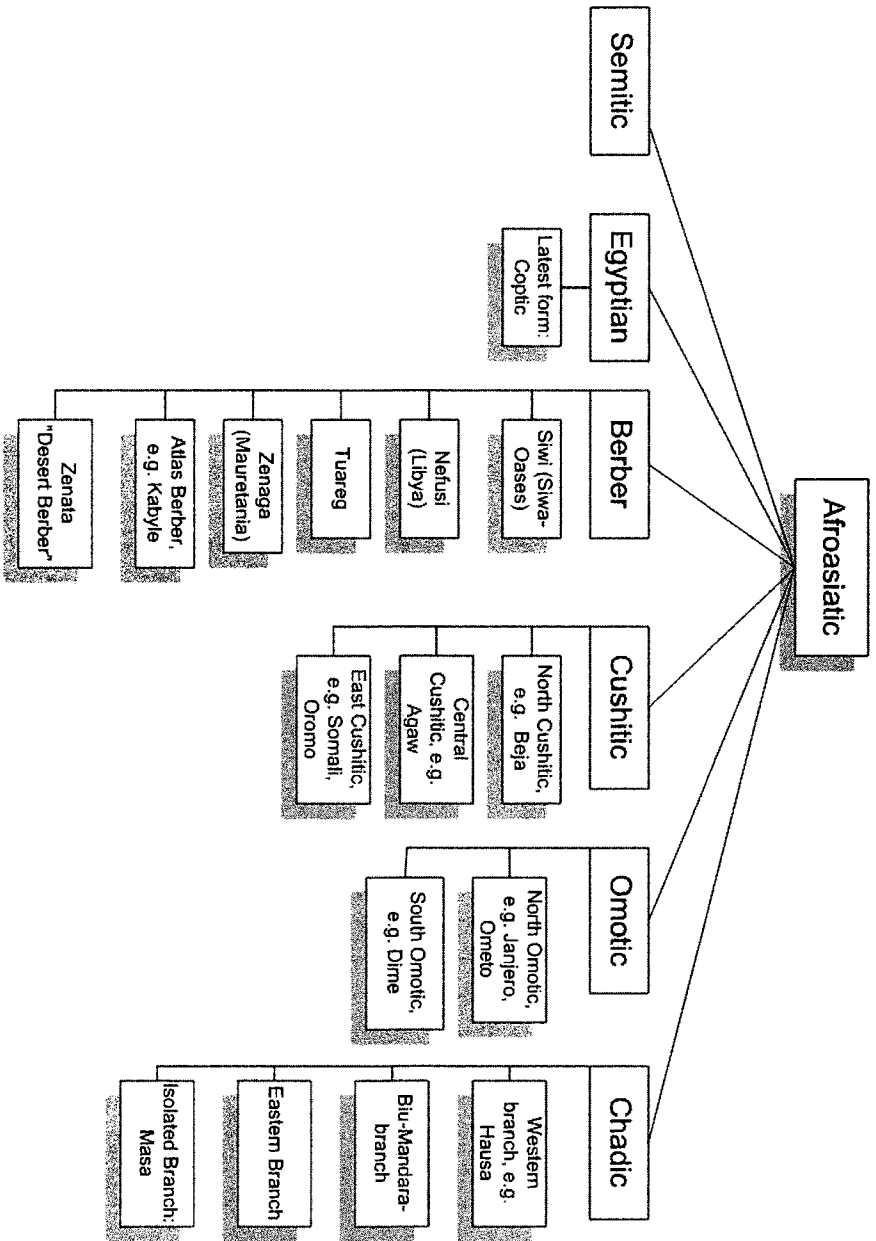 Afroasiatic
Semitic
Egyptian
Latest form:
Coptic
Berber
Siwi (Siwa-
Oases)
Nefusi
(Libya)
Tuareg
Zenaga
(Mauretania)
Atlas Berber,
e.g. Kabyle
Zenata
"Desert Berber"
Cushitic
North Cushitic,
e.g. Beja
Central
Cushitic, e.g.
Agaw
East Cushitic,
e.g. Somali,
Oromo
Omotic
North Omotic,
e.g. Janjero,
Ometo
South Omotic,
e.g. Dime
Chadic
Western
branch, e.g.
Hausa
Biu-Mandara-
branch
Eastern Branch
Isolated Branch:
Masa